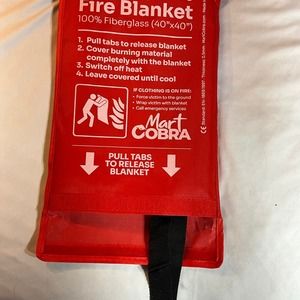 Fire Blanket
100% Fiberglass (40"x40")
1. Pull tabs to release blanket
2. Cover burning material
completely with the blanket
3. Switch off heat
4. Leave covered until cool
IF CLOTHING IS ON FIRE:
• Force victim to the ground
• Wrap victim with blanket
• Call emergency services
Mart
COBRA
PULL TABS
TO RELEASE
BLANKET